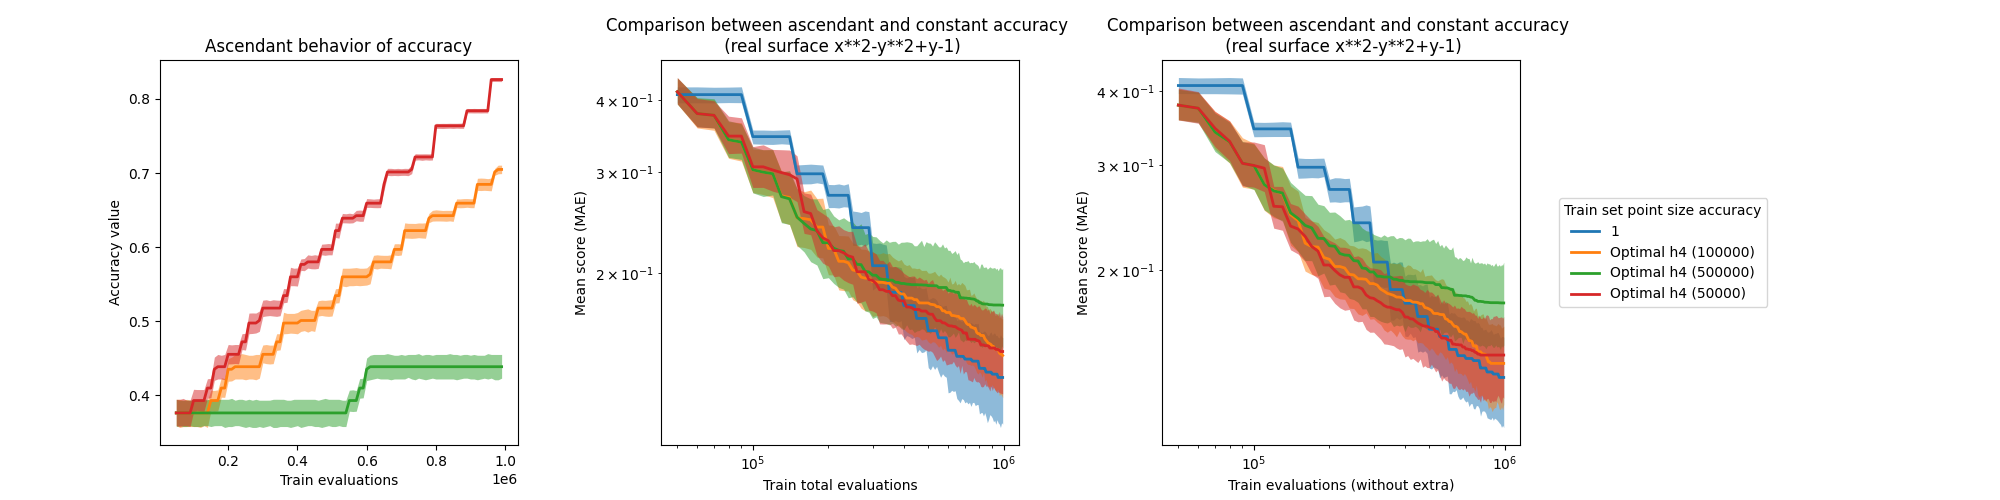 Ascendant behavior of accuracy
Accuracy value
0.8
0.7
0.6
0.5
0.4
0.2
0.4
0.6
0.8
1.0
1e6
Train evaluations
Comparison between ascendant and constant accuracy
(real surface x**2-y**2+y-1)
Mean score (MAE)
4 × 10⁻¹
3 × 10⁻¹
2 × 10⁻¹
10⁵
10⁶
Train total evaluations
Comparison between ascendant and constant accuracy
(real surface x**2-y**2+y-1)
Mean score (MAE)
4 × 10⁻¹
3 × 10⁻¹
2 × 10⁻¹
10⁵
10⁶
Train evaluations (without extra)
Train set point size accuracy
1
Optimal h4 (100000)
Optimal h4 (500000)
Optimal h4 (50000)